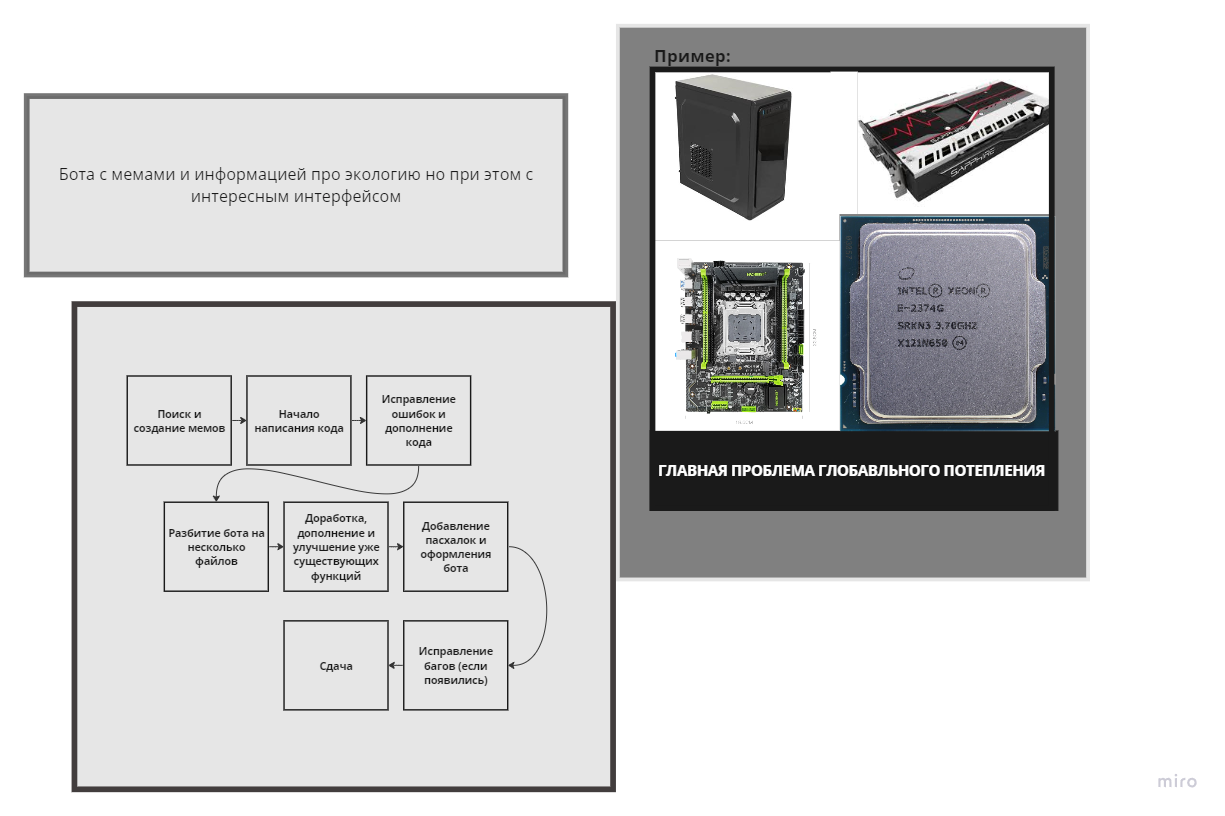 Бота с мемами и информацией про экологию но при этом с
интересным интерфейсом
Поиск и
создание мемов
Начало
написания кода
Исправление
ошибок и
дополнение
кода
Разбитие бота на
несколько
файлов
Доработка,
дополнение и
улучшение уже
существующих
функций
Добавление
пасхалок и
оформления
бота
Исправление
багов (если
появились)
Сдача
Пример:
SAPPHIRE
SAPPHIRE
INTEL® XEON®
E-2374G
SRKN3 3.70GHZ
X121N650 e4
ГЛАВНАЯ ПРОБЛЕМА ГЛОБАВЛЬНОГО ПОТЕПЛЕНИЯ
miro